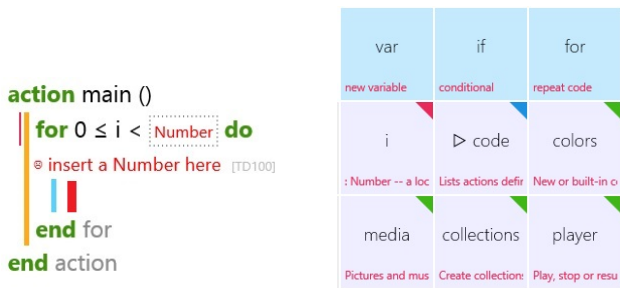 action main ()
for 0 ≤ i < Number do
☹ insert a Number here [TD100]
end for
end action
var if for
new variable conditional repeat code
i ▷ code colors
: Number -- a loc Lists actions defin New or built-in c
media collections player
Pictures and mus Create collections Play, stop or resu